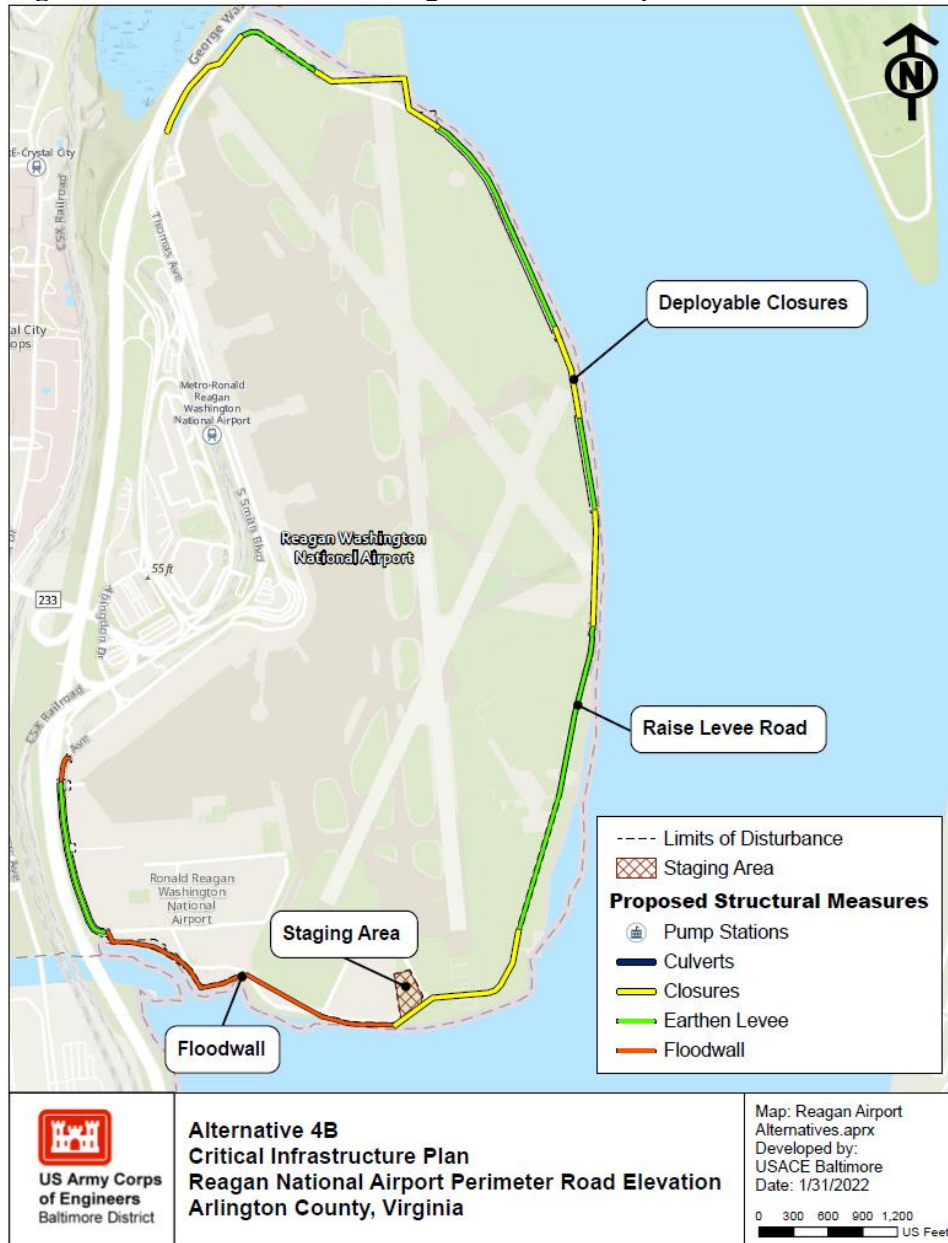 George Was
N
RE-Crystal City
CSX Railroad
Thomas Ave
Deployable Closures
al City
ops
Metro-Ronald
Reagan
Washington
National Airport
S Smith Blvd
Reagan Washington
National Airport
55 ft
233
Abingdon Dr
CSX Railroad
Ave
Raise Levee Road
Ronald Reagan
Washington
National
Airport
Staging Area
Floodwall
Limits of Disturbance
Staging Area
Proposed Structural Measures
Pump Stations
Culverts
Closures
Earthen Levee
Floodwall
US Army Corps
of Engineers
Baltimore District
Alternative 4B
Critical Infrastructure Plan
Reagan National Airport Perimeter Road Elevation
Arlington County, Virginia
Map: Reagan Airport
Alternatives.aprx
Developed by:
USACE Baltimore
Date: 1/31/2022
0 300 600 900 1,200
US Feet